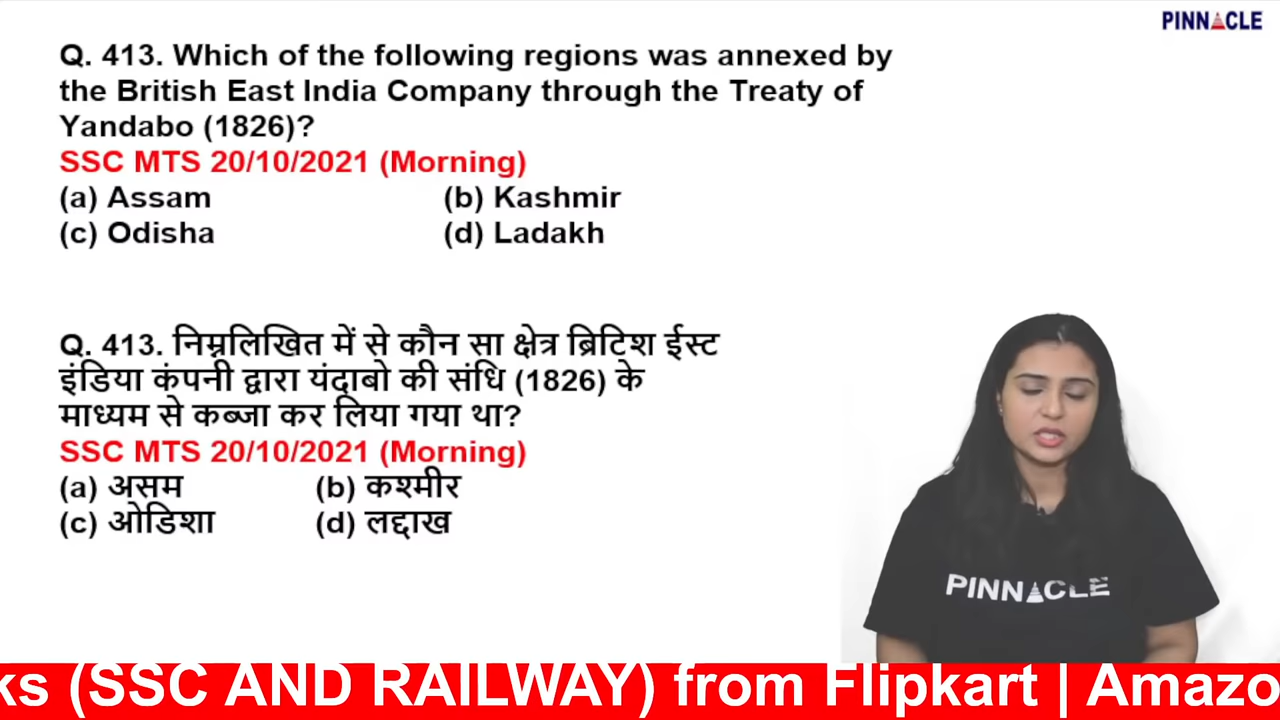 PINNACLE
Q. 413. Which of the following regions was annexed by
the British East India Company through the Treaty of
Yandabo (1826)?
SSC MTS 20/10/2021 (Morning)
(a) Assam (b) Kashmir
(c) Odisha (d) Ladakh
Q. 413. निम्नलिखित में से कौन सा क्षेत्र ब्रिटिश ईस्ट
इंडिया कंपनी द्वारा यंदाबो की संधि (1826) के
माध्यम से कब्जा कर लिया गया था?
SSC MTS 20/10/2021 (Morning)
(a) असम (b) कश्मीर
(c) ओडिशा (d) लद्दाख
PINNACLE
ks (SSC AND RAILWAY) from Flipkart | Amazo